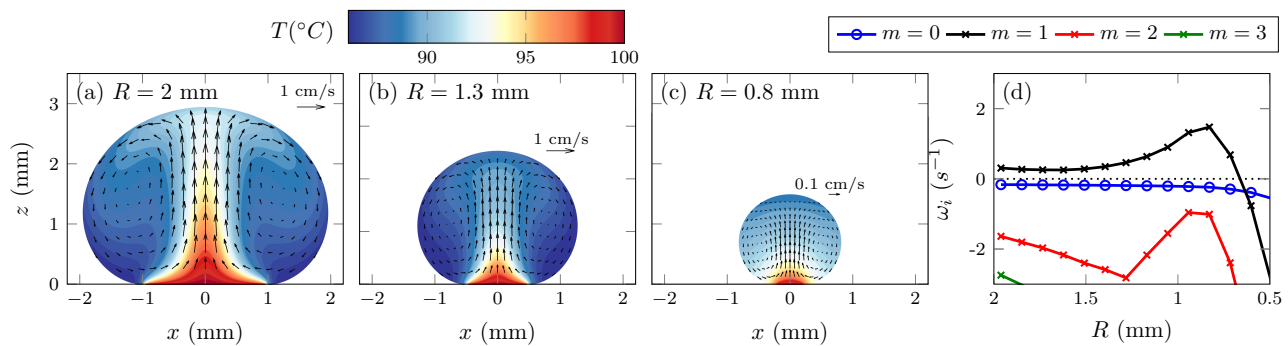 T(°C)
90 95 100
m = 0 m = 1 m = 2 m = 3
(a) R = 2 mm
1 cm/s
(b) R = 1.3 mm
1 cm/s
(c) R = 0.8 mm
0.1 cm/s
(d)
z (mm)
3
2
1
0
−2 −1 0 1 2
x (mm)
−2 −1 0 1 2
x (mm)
−2 −1 0 1 2
x (mm)
ω_i (s⁻¹)
2
0
-2
2 1.5 1 0.5
R (mm)